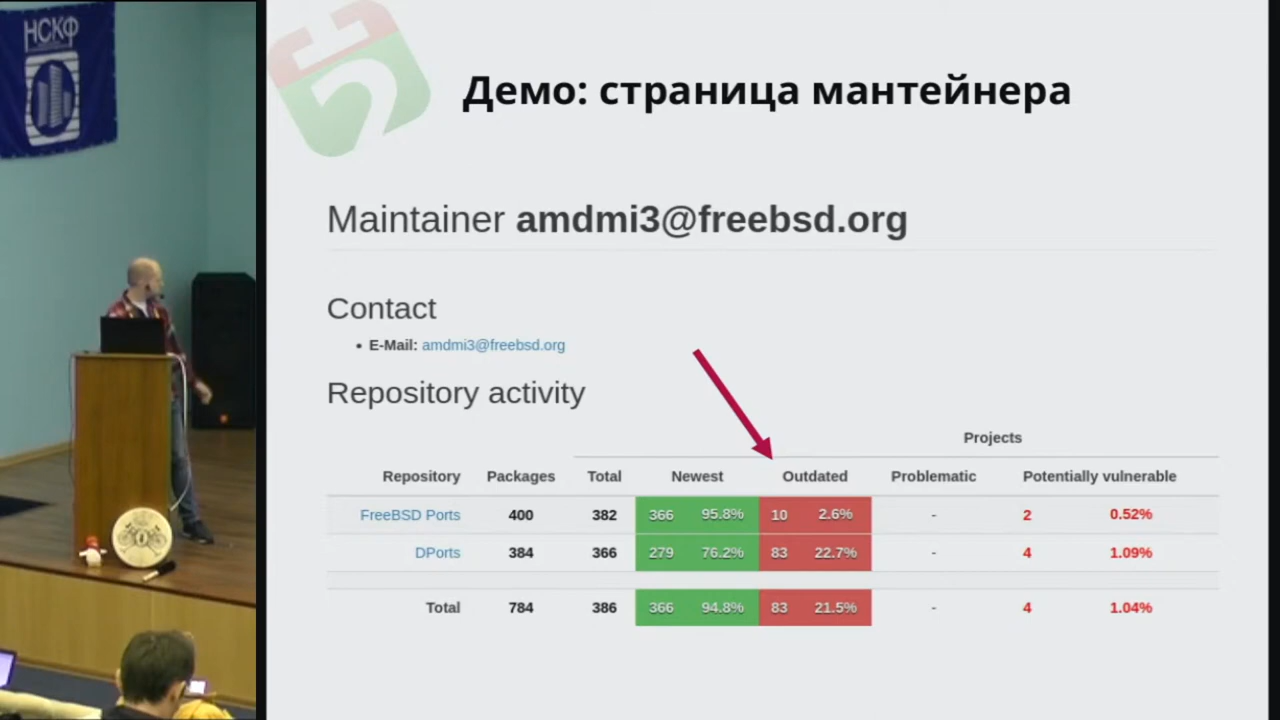 НСКФ
Демо: страница мантейнера
Maintainer amdmi3@freebsd.org
Contact
• E-Mail: amdmi3@freebsd.org
Repository activity
Projects
Repository Packages Total Newest Outdated Problematic Potentially vulnerable
FreeBSD Ports 400 382 366 95.8% 10 2.6% - 2 0.52%
DPorts 384 366 279 76.2% 83 22.7% - 4 1.09%
Total 784 386 366 94.8% 83 21.5% - 4 1.04%